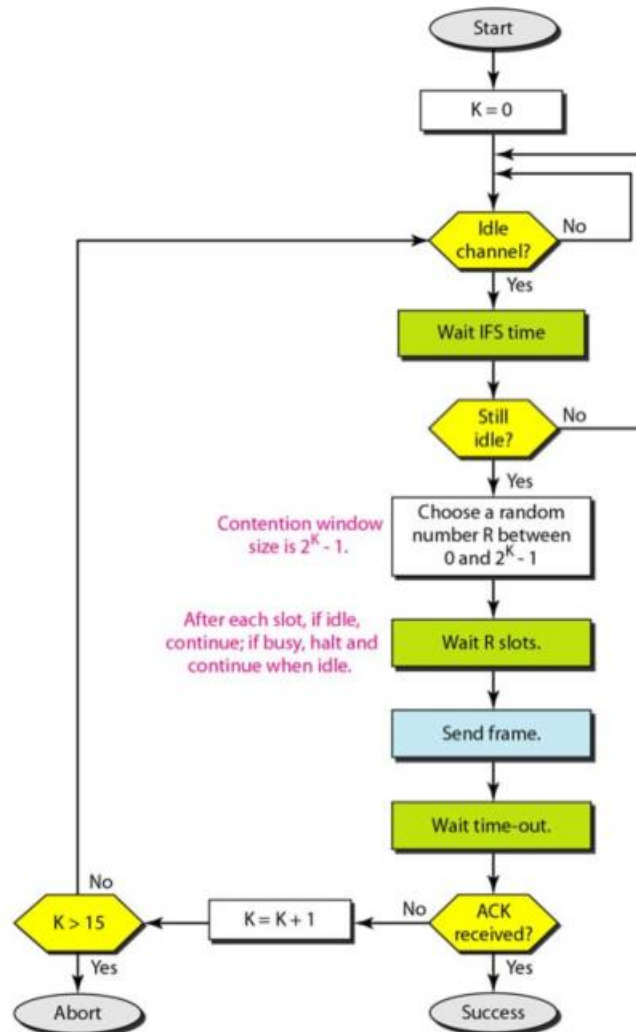 Start
K = 0
Idle
channel?
No
Yes
Wait IFS time
Still
idle?
No
Yes
Contention window
size is 2^K - 1.
Choose a random
number R between
0 and 2^K - 1
After each slot, if idle,
continue; if busy, halt and
continue when idle.
Wait R slots.
Send frame.
Wait time-out.
ACK
received?
No
Yes
K = K + 1
K > 15
No
Yes
Abort
Success